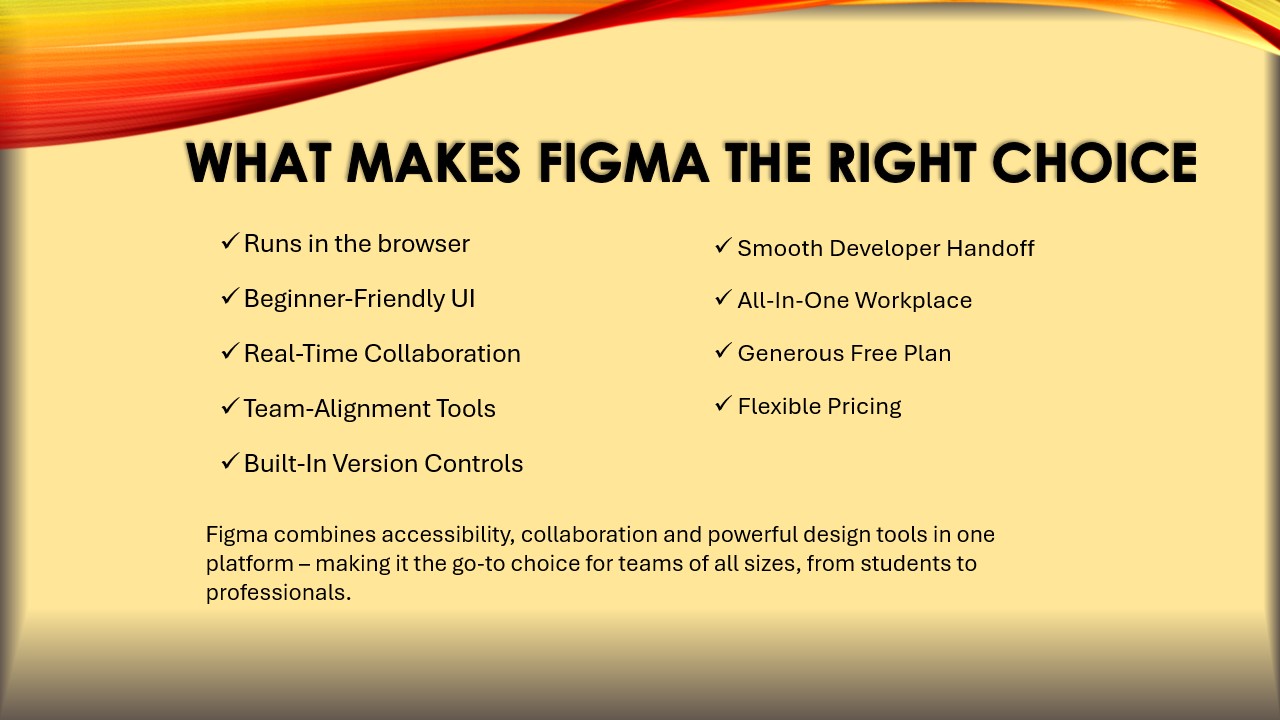 WHAT MAKES FIGMA THE RIGHT CHOICE
✓Runs in the browser
✓Beginner-Friendly UI
✓Real-Time Collaboration
✓Team-Alignment Tools
✓Built-In Version Controls
✓Smooth Developer Handoff
✓All-In-One Workplace
✓Generous Free Plan
✓Flexible Pricing
Figma combines accessibility, collaboration and powerful design tools in one
platform – making it the go-to choice for teams of all sizes, from students to
professionals.